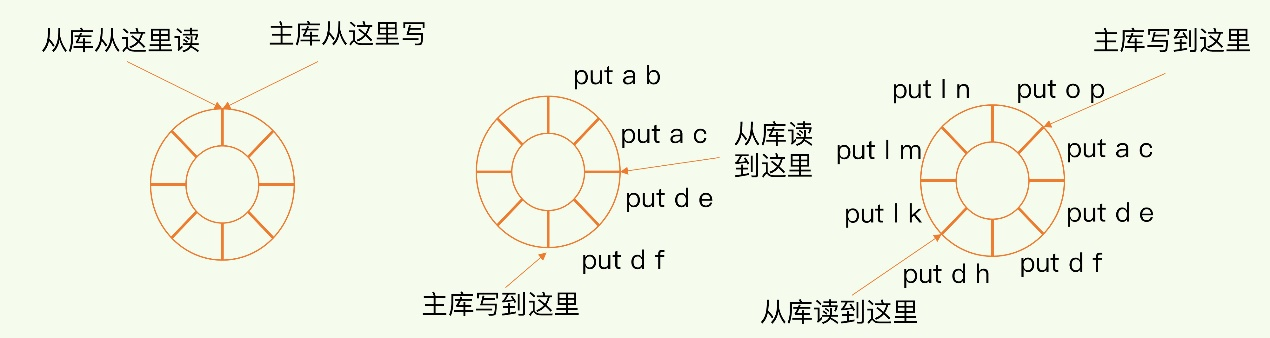 从库从这里读
主库从这里写
put a b
put a c
从库读
到这里
put d e
put d f
主库写到这里
主库写到这里
put l n
put o p
put l m
put a c
put l k
put d e
put d h
put d f
从库读到这里